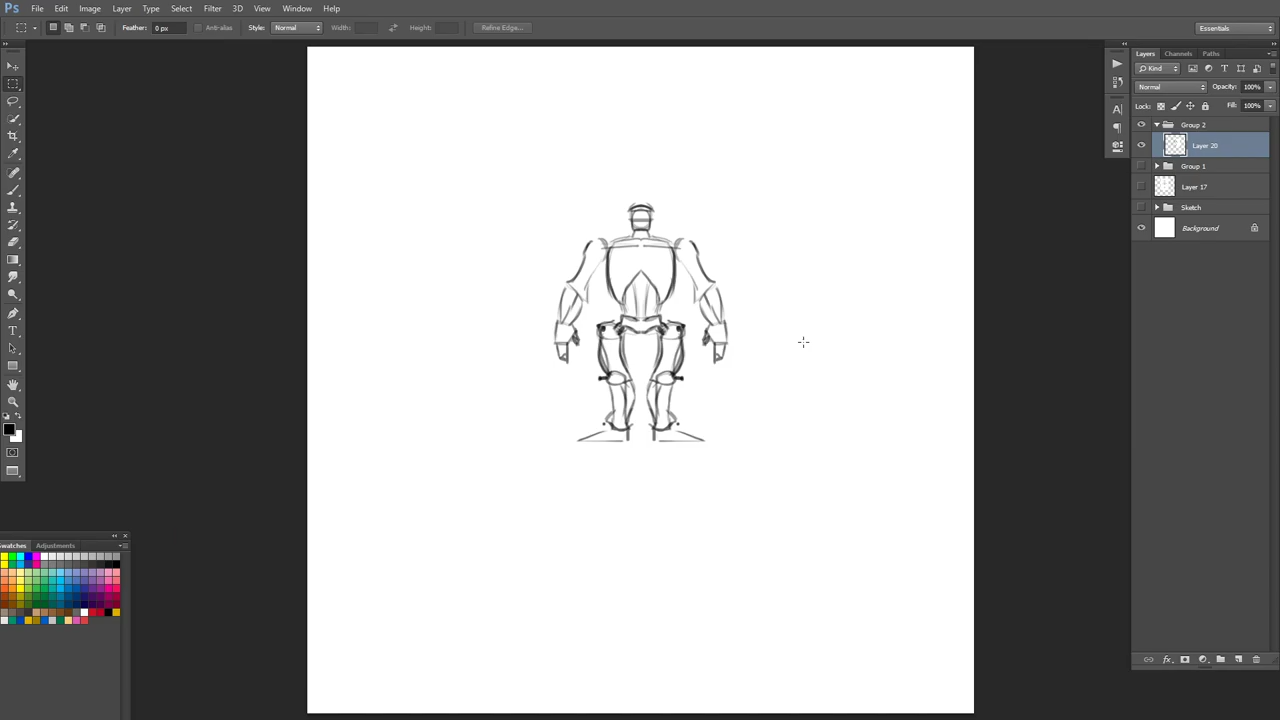 Ps File Edit Image Layer Type Select Filter 3D View Window Help
Feather: 0 px Anti-alias Style: Normal Width: Height: Refine Edge... Essentials
Layers Channels Paths
Kind
Normal Opacity: 100%
Lock: Fill: 100%
Group 2
Layer 20
Group 1
Layer 17
Sketch
Background
Swatches Adjustments